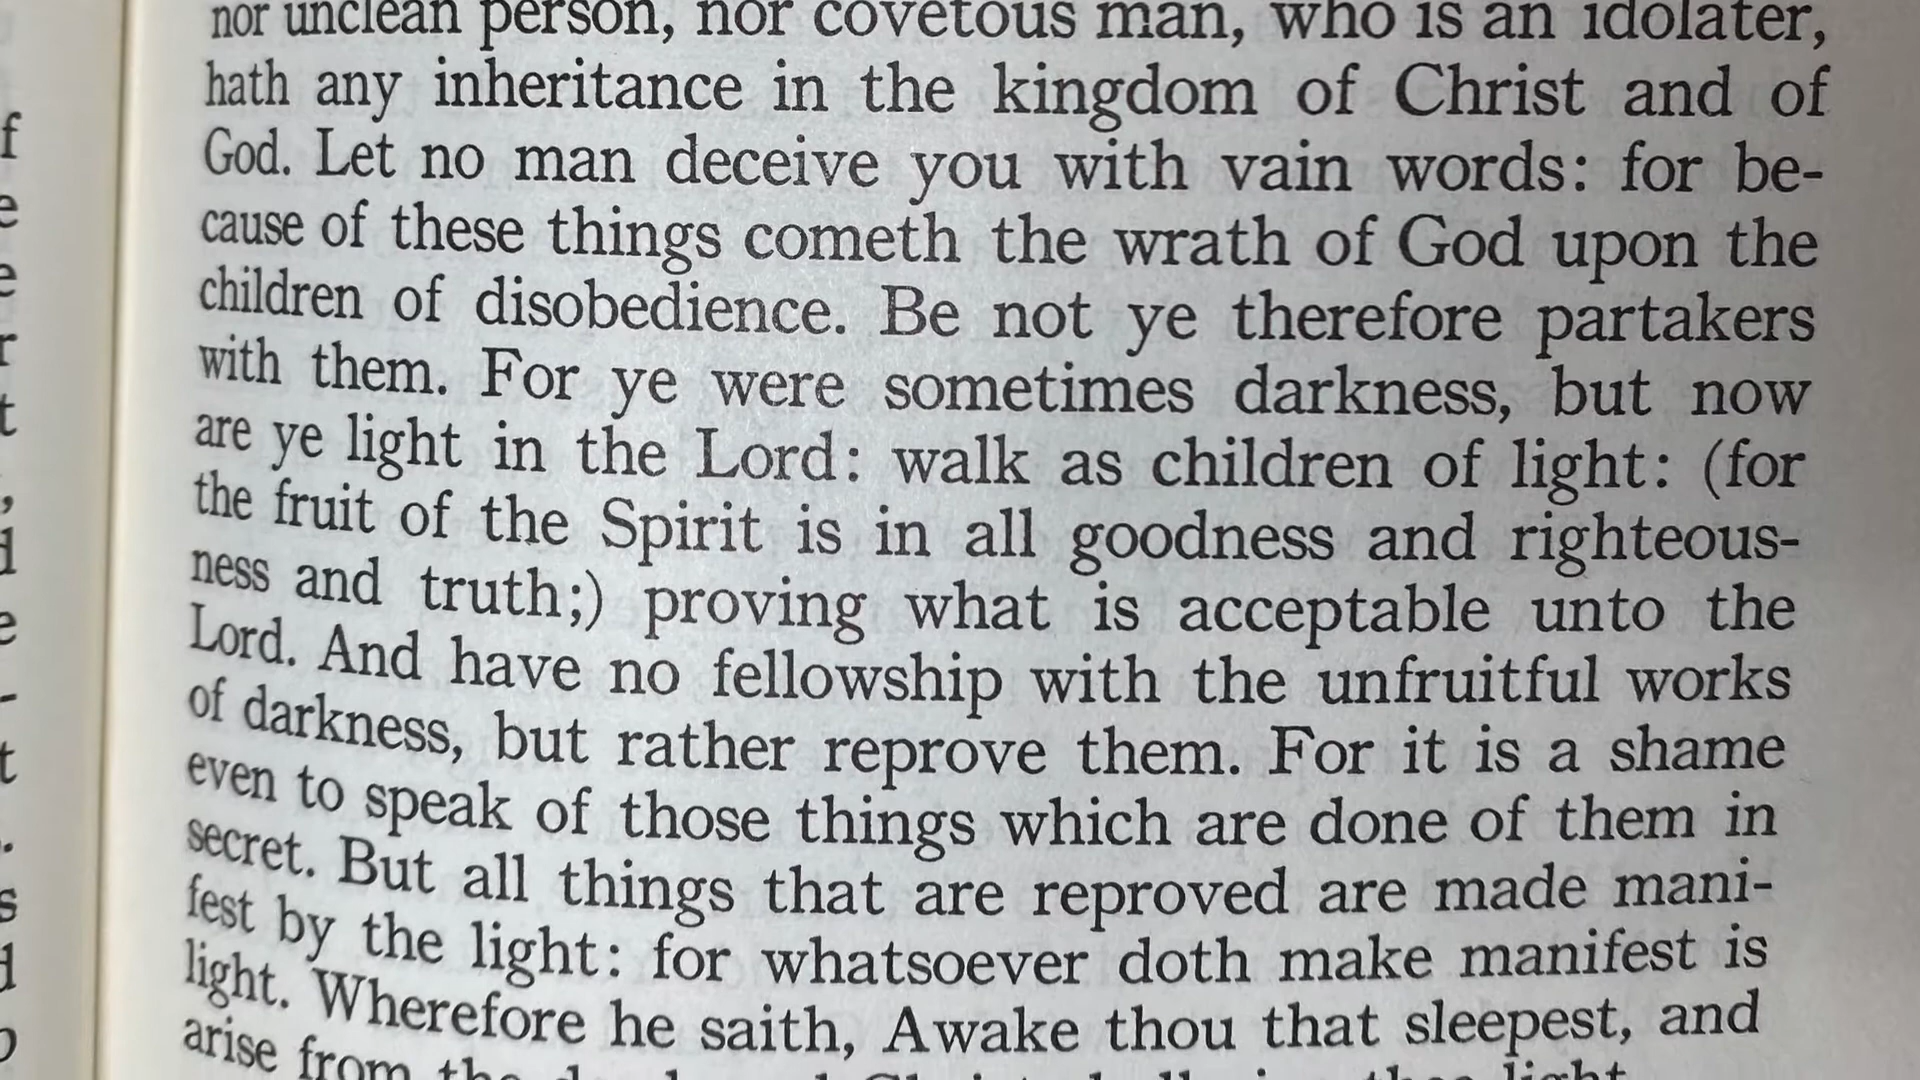 nor unclean person, nor covetous man, who is an idolater,
hath any inheritance in the kingdom of Christ and of
God. Let no man deceive you with vain words: for be-
cause of these things cometh the wrath of God upon the
children of disobedience. Be not ye therefore partakers
with them. For ye were sometimes darkness, but now
are ye light in the Lord: walk as children of light: (for
the fruit of the Spirit is in all goodness and righteous-
ness and truth;) proving what is acceptable unto the
Lord. And have no fellowship with the unfruitful works
of darkness, but rather reprove them. For it is a shame
even to speak of those things which are done of them in
secret. But all things that are reproved are made mani-
fest by the light: for whatsoever doth make manifest is
light. Wherefore he saith, Awake thou that sleepest, and
arise from the light